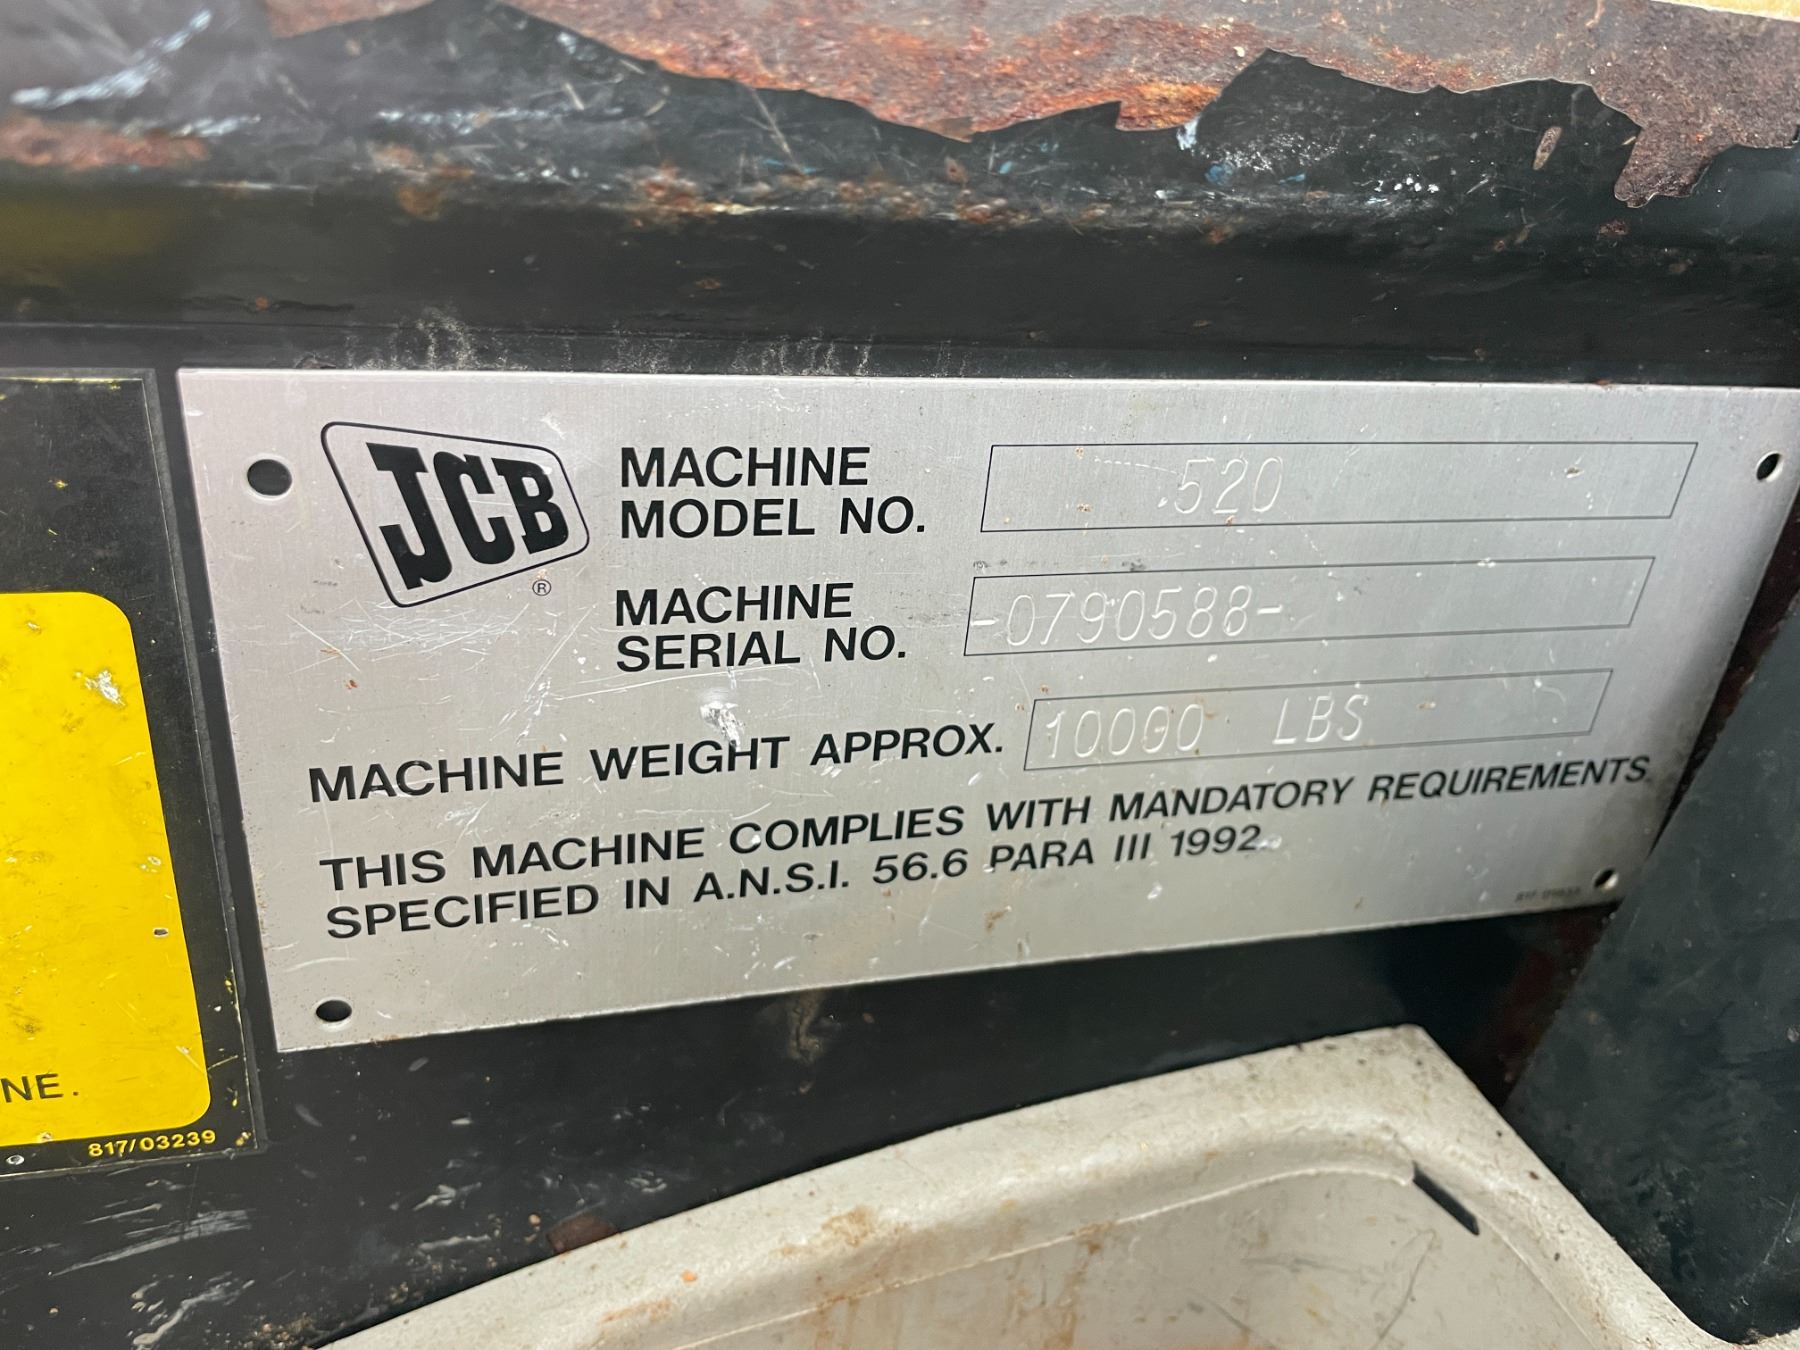 JCB
®
MACHINE
MODEL NO. 520
MACHINE
SERIAL NO. -0790588-
MACHINE WEIGHT APPROX. 10000 LBS
THIS MACHINE COMPLIES WITH MANDATORY REQUIREMENTS
SPECIFIED IN A.N.S.I. 56.6 PARA III 1992.
NE.
817/03239